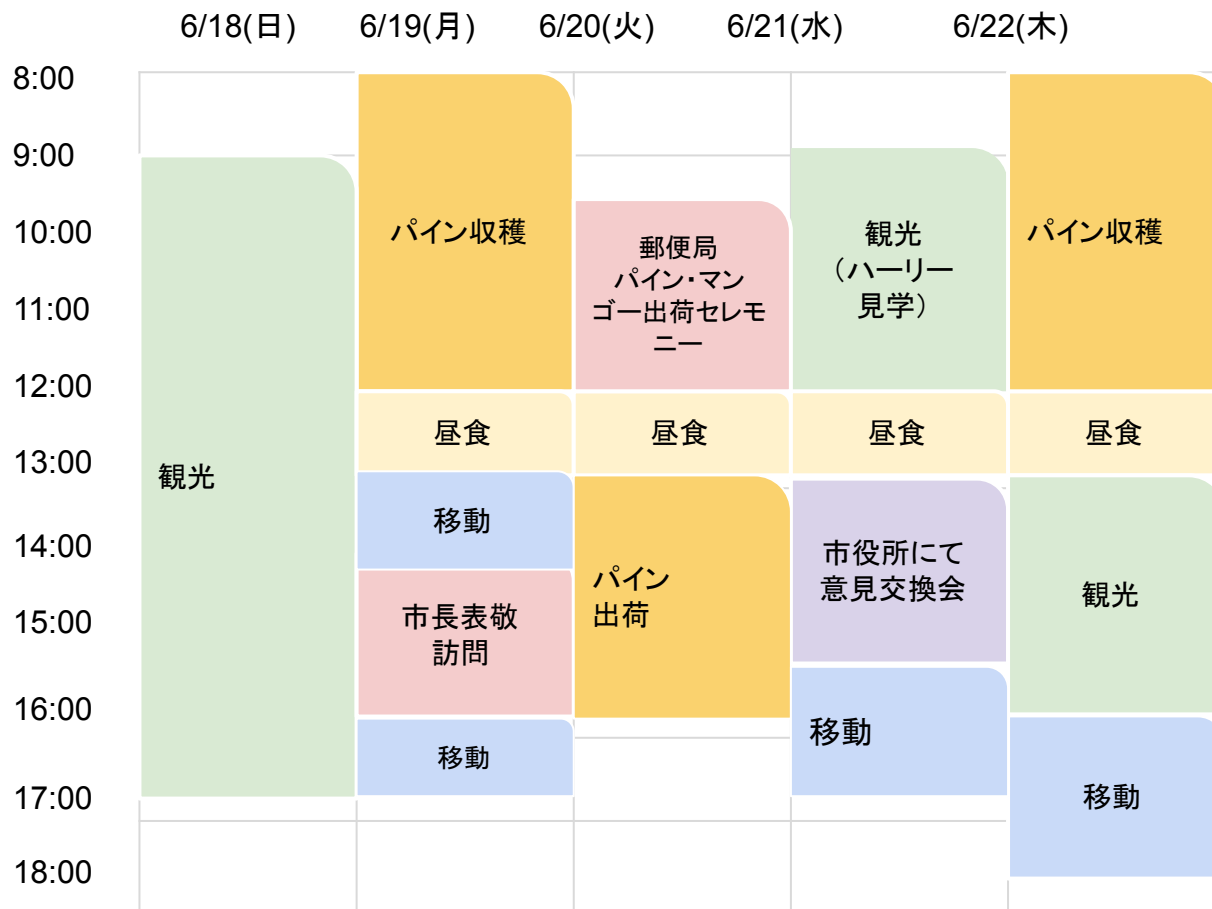 6/18(日) 6/19(月) 6/20(火) 6/21(水) 6/22(木)
8:00
9:00
10:00
11:00
12:00
13:00
14:00
15:00
16:00
17:00
18:00
観光
パイン収穫
昼食
移動
市長表敬
訪問
移動
郵便局
パイン・マン
ゴー出荷セレモ
ニー
昼食
パイン
出荷
観光
（ハーリー
見学）
昼食
市役所にて
意見交換会
移動
パイン収穫
昼食
観光
移動